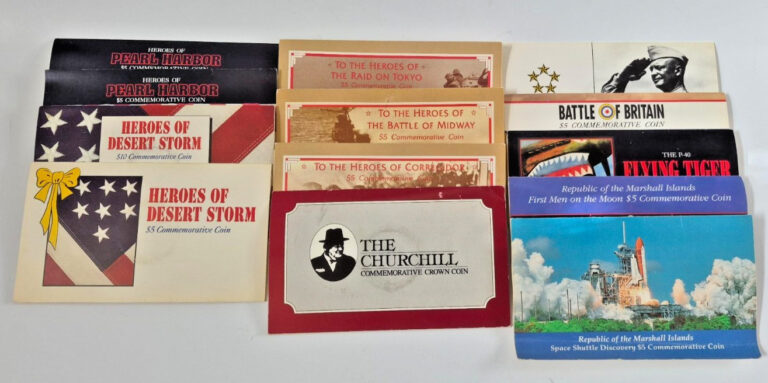 HEROES OF
PEARL HARBOR
$5 COMMEMORATIVE COIN
HEROES OF
PEARL HARBOR
$5 COMMEMORATIVE COIN
HEROES OF
DESERT STORM
$10 Commemorative Coin
HEROES OF
DESERT STORM
$5 Commemorative Coin
TO THE HEROES OF
THE RAID ON TOKYO
$5 Commemorative Coin
TO THE HEROES OF
THE BATTLE OF MIDWAY
$5 Commemorative Coin
TO THE HEROES OF CORREGIDOR
$5 Commemorative Coin
THE
CHURCHILL
COMMEMORATIVE CROWN COIN
BATTLE OF BRITAIN
$5 COMMEMORATIVE COIN
THE P-40
FLYING TIGER
Republic of the Marshall Islands
First Men on the Moon $5 Commemorative Coin
Republic of the Marshall Islands
Space Shuttle Discovery $5 Commemorative Coin